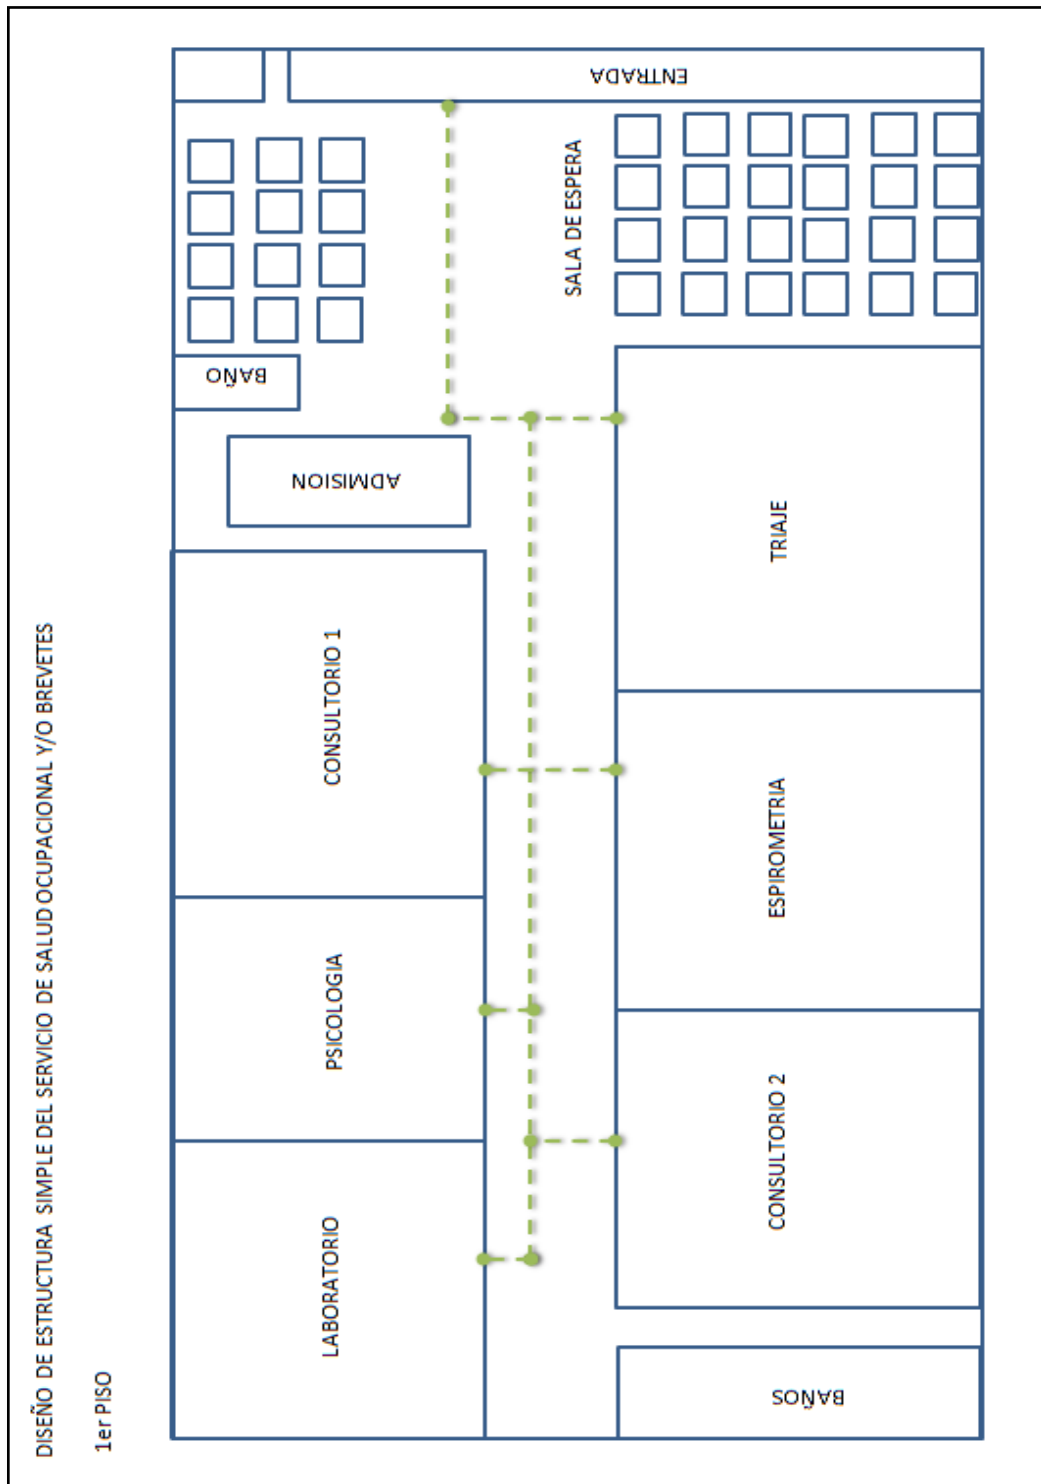 DISEÑO DE ESTRUCTURA SIMPLE DEL SERVICIO DE SALUD OCUPACIONAL Y/O BREVETES
1er PISO
LABORATORIO
PSICOLOGIA
CONSULTORIO 1
ADMISION
BAÑO
ENTRADA
SALA DE ESPERA
BAÑOS
CONSULTORIO 2
ESPIROMETRIA
TRIAJE